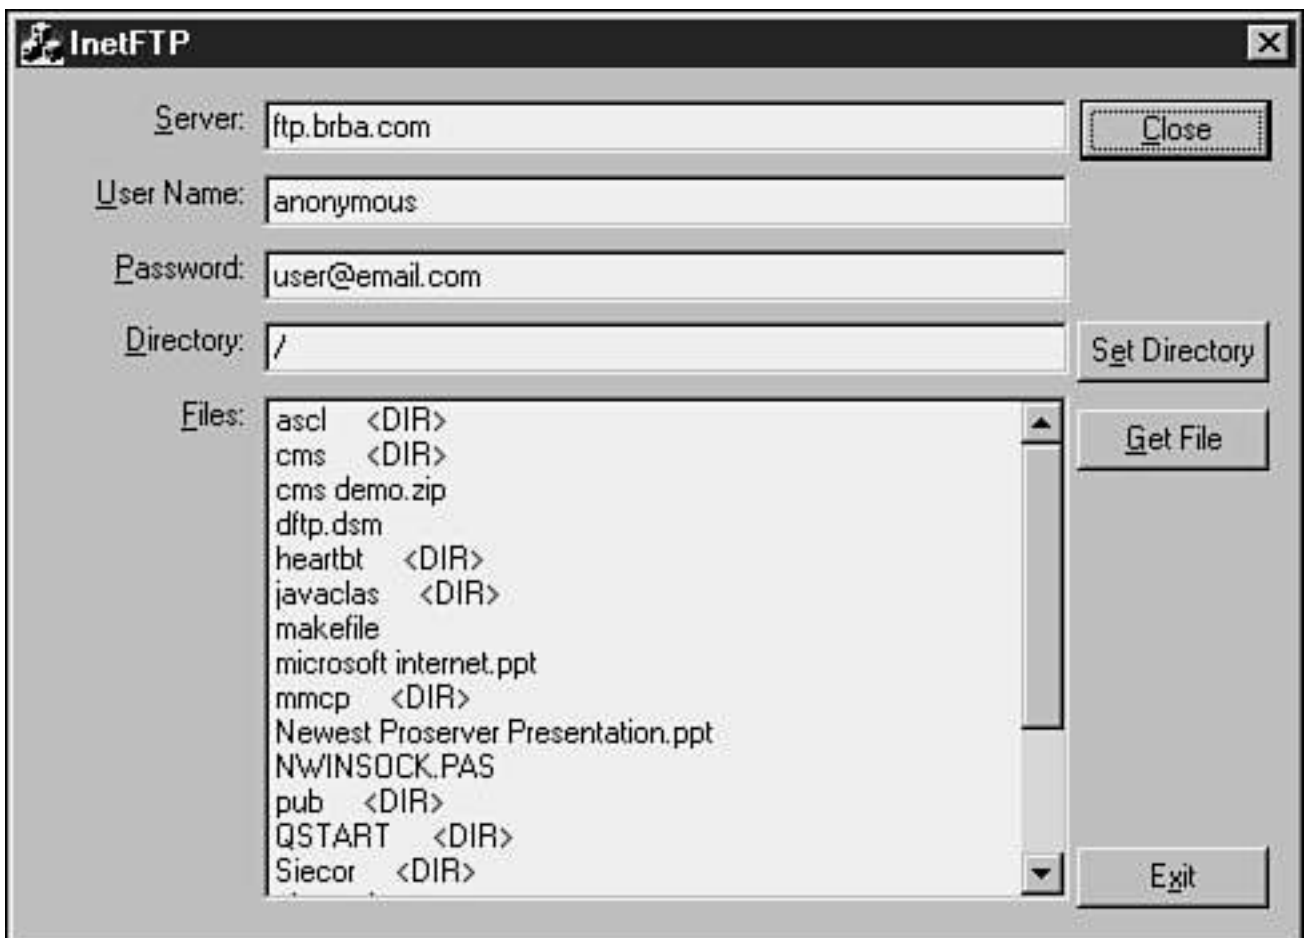 InetFTP
Server: ftp.brba.com Close
User Name: anonymous
Password: user@email.com
Directory: / Set Directory
Files: ascl <DIR> Get File
cms <DIR>
cms demo.zip
dftp.dsm
heartbt <DIR>
javaclas <DIR>
makefile
microsoft internet.ppt
mmcp <DIR>
Newest Proserver Presentation.ppt
NWINSOCK.PAS
pub <DIR>
QSTART <DIR>
Siecor <DIR>
Exit